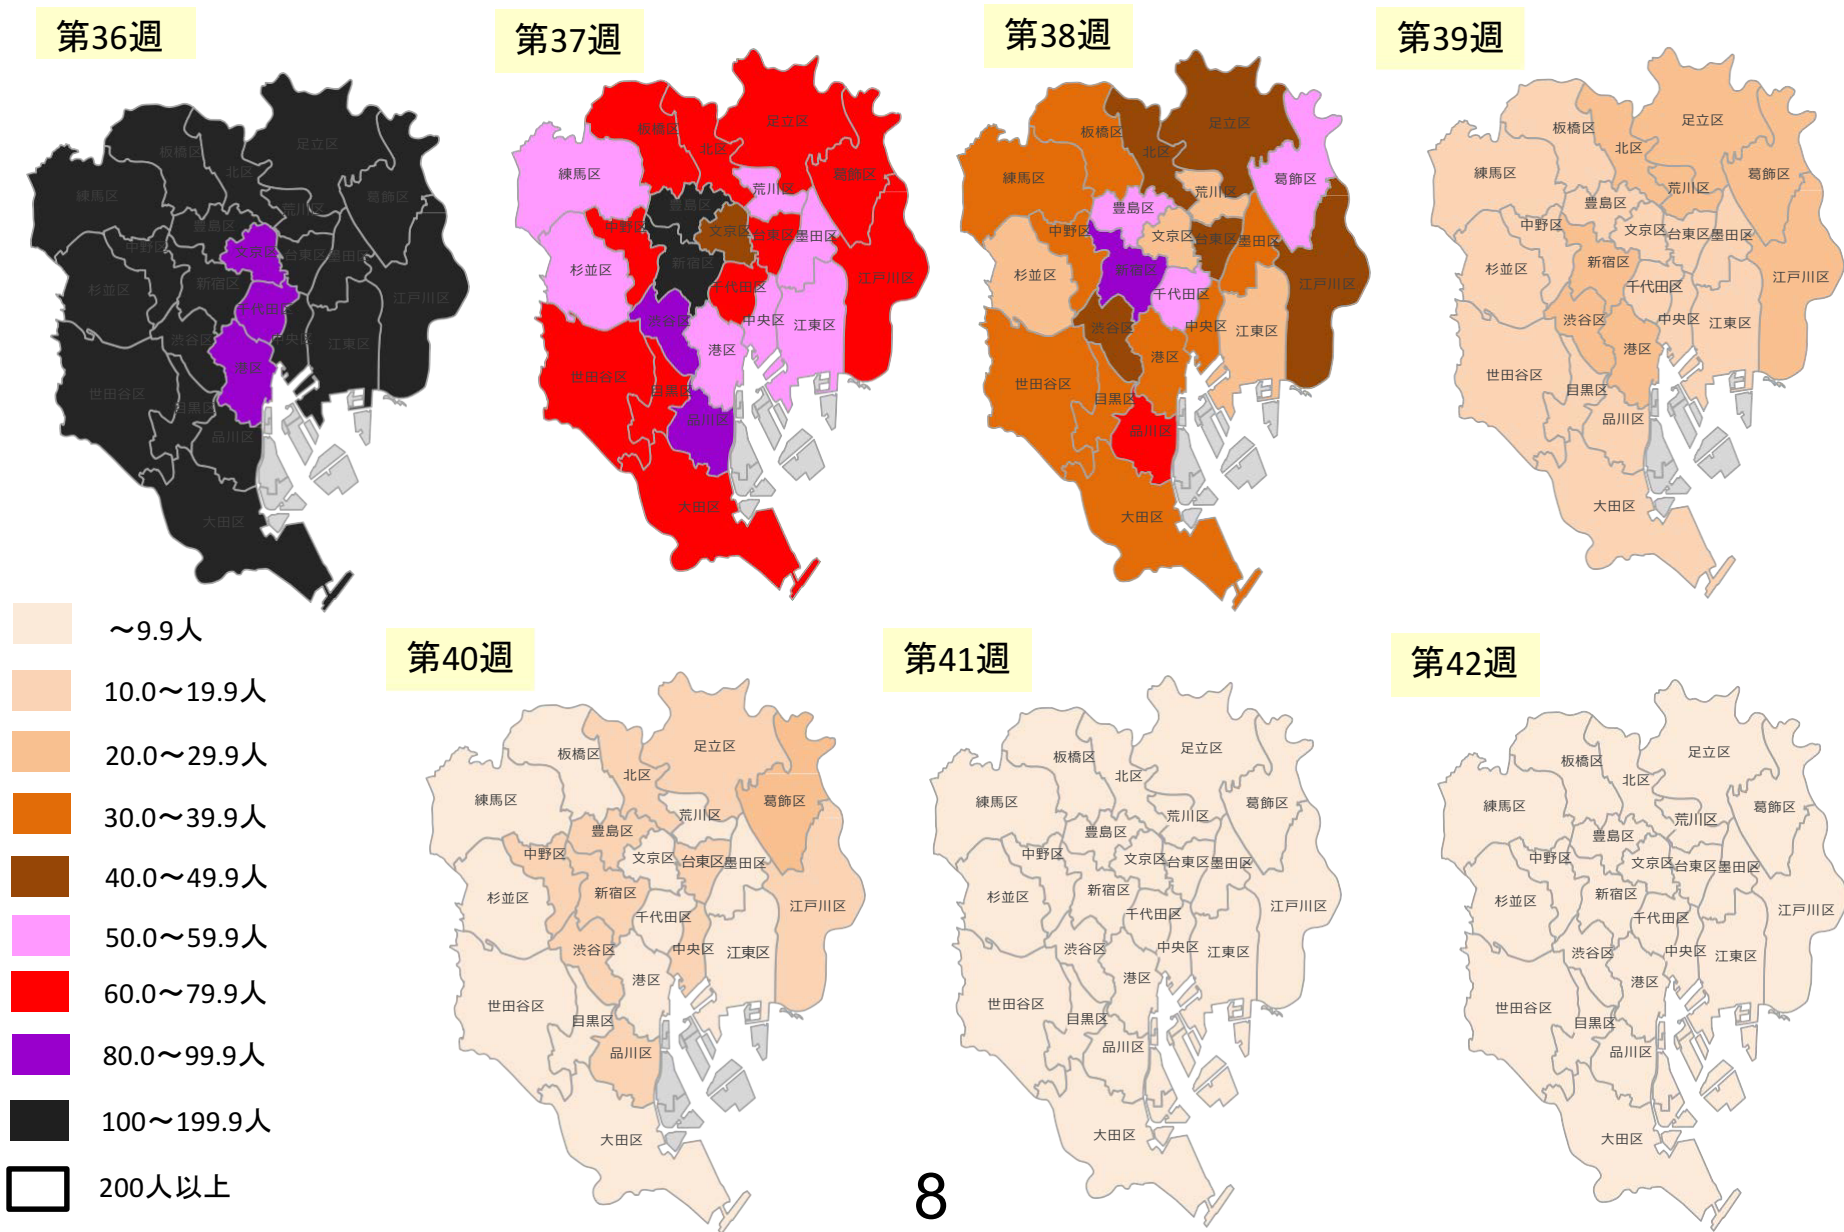 第36週
第37週
第38週
第39週
足立区
板橋区
北区
葛飾区
練馬区
荒川区
豊島区
中野区
文京区
台東区
墨田区
杉並区
新宿区
江戸川区
千代田区
渋谷区
中央区
江東区
港区
世田谷区
目黒区
品川区
大田区
足立区
板橋区
北区
葛飾区
練馬区
荒川区
豊島区
中野区
文京区
台東区
墨田区
杉並区
新宿区
江戸川区
千代田区
渋谷区
中央区
江東区
港区
世田谷区
目黒区
品川区
大田区
足立区
板橋区
北区
葛飾区
練馬区
荒川区
豊島区
中野区
文京区
台東区
墨田区
杉並区
新宿区
江戸川区
千代田区
渋谷区
中央区
江東区
港区
世田谷区
目黒区
品川区
大田区
足立区
板橋区
北区
葛飾区
練馬区
荒川区
豊島区
中野区
文京区
台東区
墨田区
杉並区
新宿区
江戸川区
千代田区
渋谷区
中央区
江東区
港区
世田谷区
目黒区
品川区
大田区
～9.9人
10.0～19.9人
20.0～29.9人
30.0～39.9人
40.0～49.9人
50.0～59.9人
60.0～79.9人
80.0～99.9人
100～199.9人
200人以上
第40週
第41週
第42週
足立区
板橋区
北区
葛飾区
練馬区
荒川区
豊島区
中野区
文京区
台東区
墨田区
杉並区
新宿区
江戸川区
千代田区
渋谷区
中央区
江東区
港区
世田谷区
目黒区
品川区
大田区
足立区
板橋区
北区
葛飾区
練馬区
荒川区
豊島区
中野区
文京区
台東区
墨田区
杉並区
新宿区
江戸川区
千代田区
渋谷区
中央区
江東区
港区
世田谷区
目黒区
品川区
大田区
足立区
板橋区
北区
葛飾区
練馬区
荒川区
豊島区
中野区
文京区
台東区
墨田区
杉並区
新宿区
江戸川区
千代田区
渋谷区
中央区
江東区
港区
世田谷区
目黒区
品川区
大田区
8